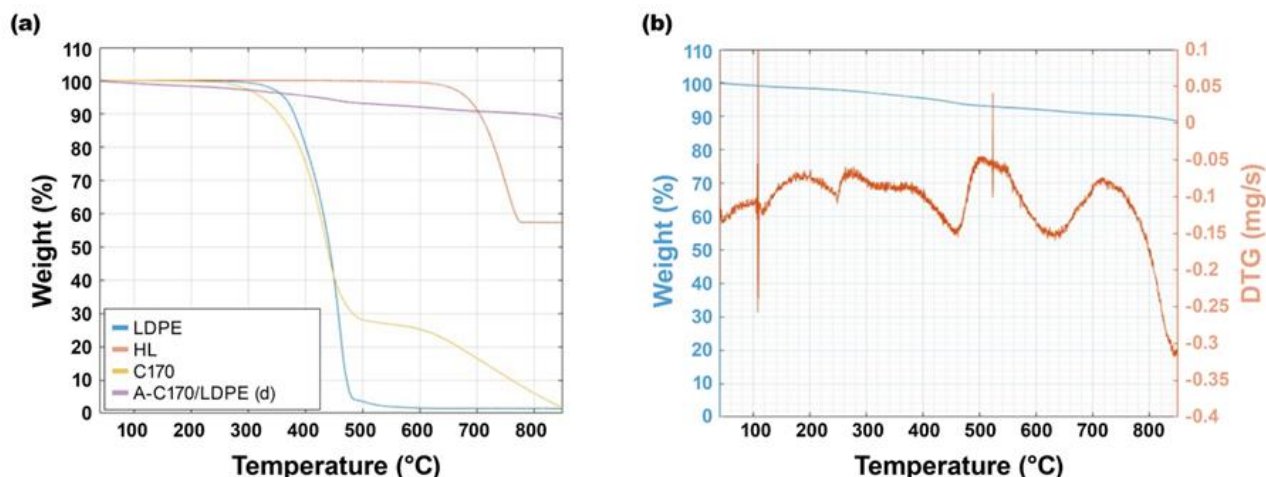 (a)
110
100
90
80
70
60
50
40
30
20
10
0
Weight (%)
LDPE
HL
C170
A-C170/LDPE (d)
100 200 300 400 500 600 700 800
Temperature (°C)
(b)
110
100
90
80
70
60
50
40
30
20
10
0
Weight (%)
0.1
0.05
0
-0.05
-0.1
-0.15
-0.2
-0.25
-0.3
-0.35
-0.4
DTG (mg/s)
100 200 300 400 500 600 700 800
Temperature (°C)